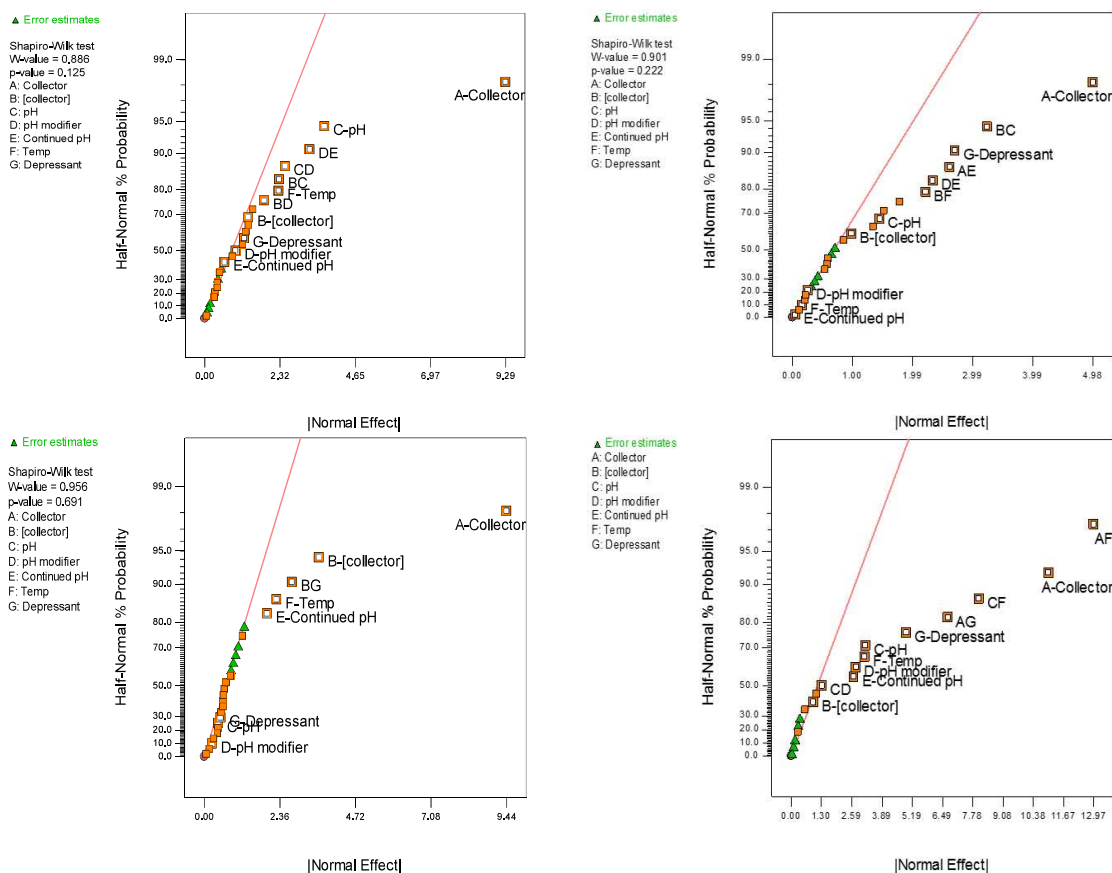 ▲ Error estimates
Shapiro-Wilk test
W-value = 0.886
p-value = 0.125
A: Collector
B: [collector]
C: pH
D: pH modifier
E: Continued pH
F: Temp
G: Depressant
Half-Normal % Probability
99.0
95.0
90.0
80.0
70.0
50.0
30.0
20.0
10.0
0.0
A-Collector
C-pH
DE
CD
BC
F-Temp
BD
B-[collector]
G-Depressant
D-pH modifier
E-Continued pH
0.00 2.32 4.65 6.97 9.29
|Normal Effect|
▲ Error estimates
Shapiro-Wilk test
W-value = 0.901
p-value = 0.222
A: Collector
B: [collector]
C: pH
D: pH modifier
E: Continued pH
F: Temp
G: Depressant
Half-Normal % Probability
99.0
95.0
90.0
80.0
70.0
50.0
30.0
20.0
10.0
0.0
A-Collector
BC
G-Depressant
AE
DE
BF
C-pH
B-[collector]
D-pH modifier
F-Temp
E-Continued pH
0.00 1.00 1.99 2.99 3.99 4.98
|Normal Effect|
▲ Error estimates
Shapiro-Wilk test
W-value = 0.956
p-value = 0.691
A: Collector
B: [collector]
C: pH
D: pH modifier
E: Continued pH
F: Temp
G: Depressant
Half-Normal % Probability
99.0
95.0
90.0
80.0
70.0
50.0
30.0
20.0
10.0
0.0
A-Collector
B-[collector]
BG
F-Temp
E-Continued pH
G-Depressant
C-pH
D-pH modifier
0.00 2.36 4.72 7.08 9.44
|Normal Effect|
▲ Error estimates
A: Collector
B: [collector]
C: pH
D: pH modifier
E: Continued pH
F: Temp
G: Depressant
Half-Normal % Probability
99.0
95.0
90.0
80.0
70.0
50.0
30.0
20.0
10.0
0.0
AF
A-Collector
CF
AG
G-Depressant
C-pH
F-Temp
D-pH modifier
E-Continued pH
CD
B-[collector]
0.00 1.30 2.59 3.89 5.19 6.49 7.78 9.08 10.38 11.67 12.97
|Normal Effect|